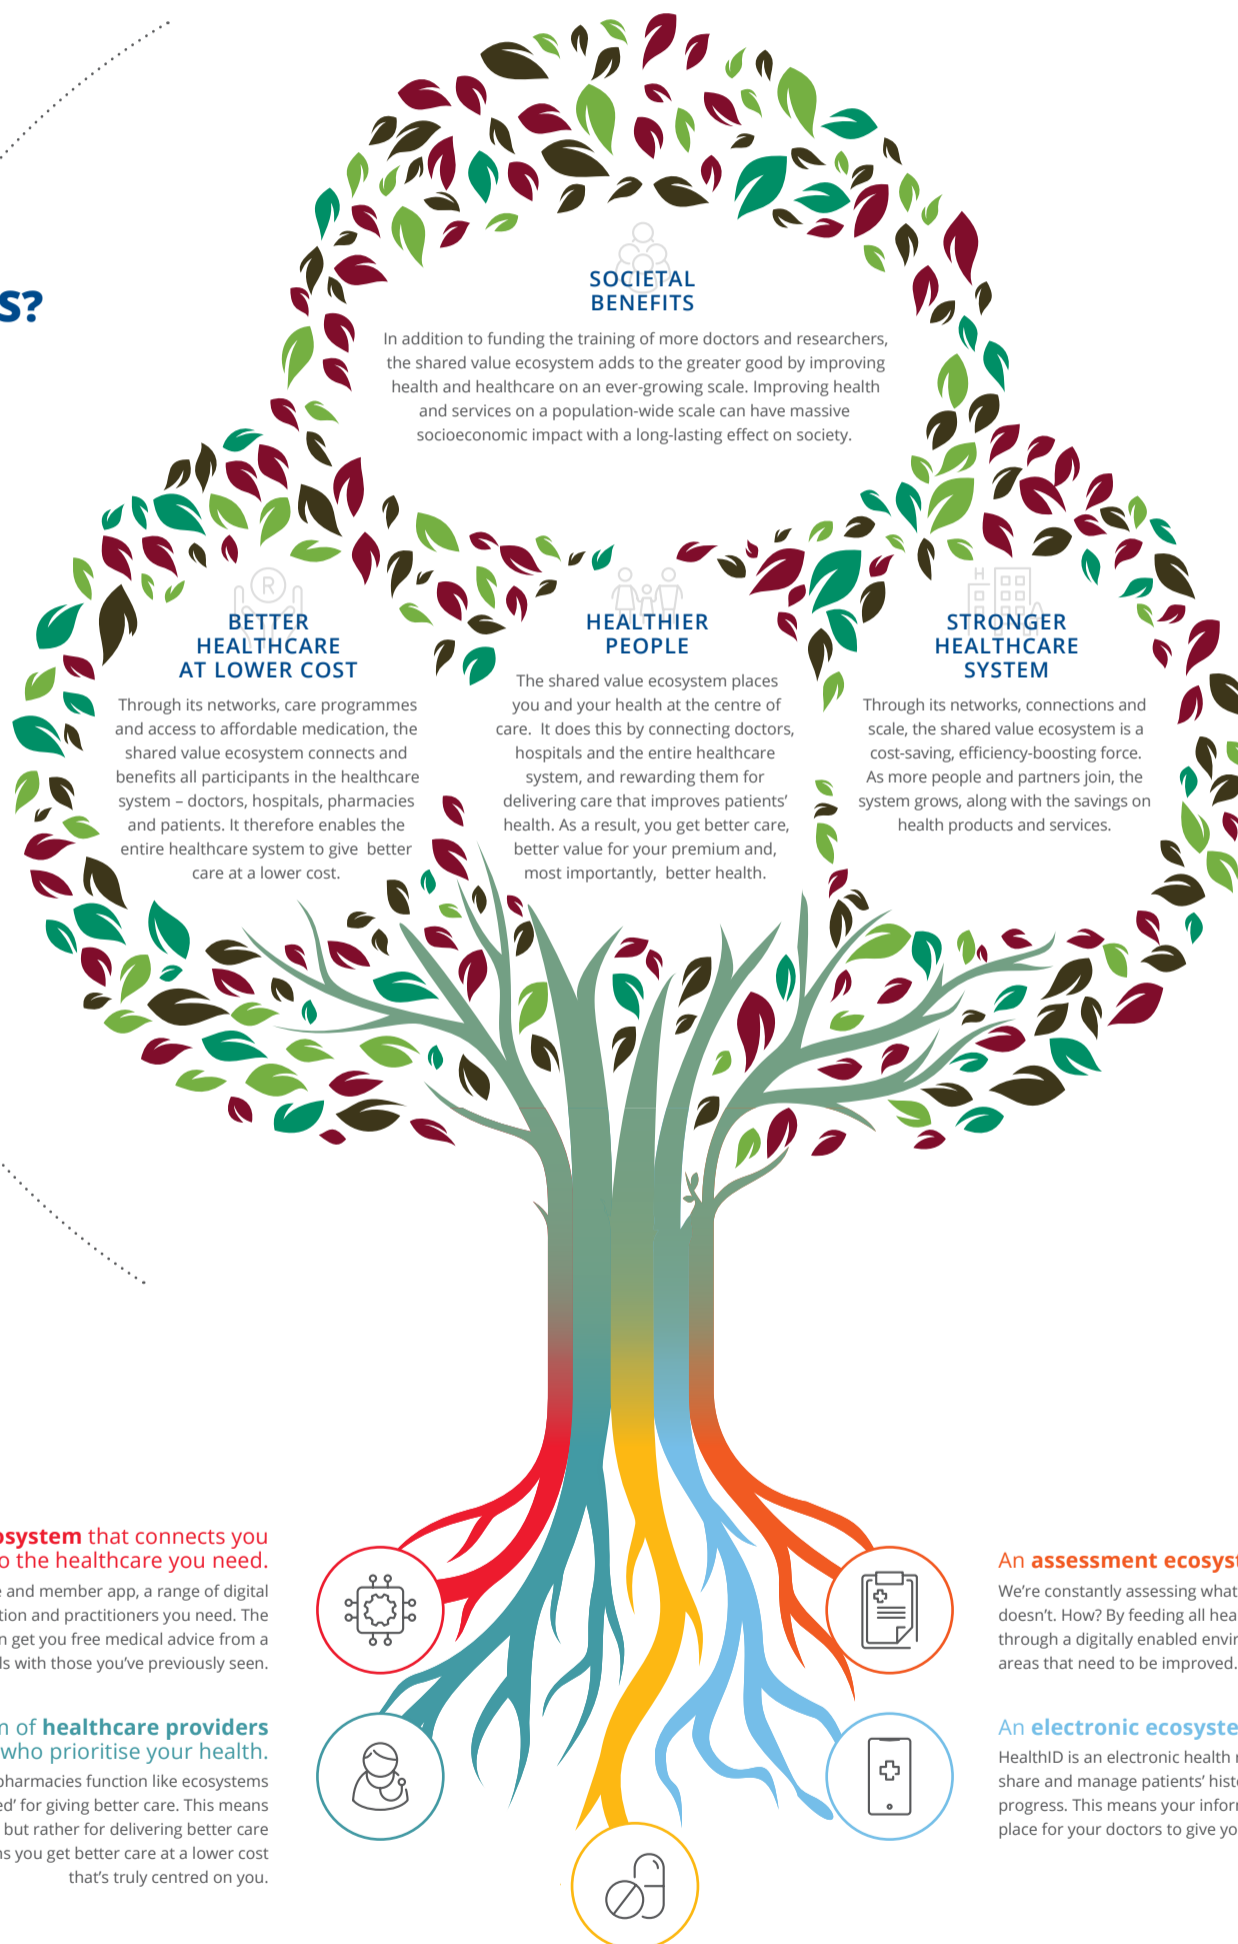 S?
SOCIETAL
BENEFITS
In addition to funding the training of more doctors and researchers,
the shared value ecosystem adds to the greater good by improving
health and healthcare on an ever-growing scale. Improving health
and services on a population-wide scale can have massive
socioeconomic impact with a long-lasting effect on society.
R
BETTER
HEALTHCARE
AT LOWER COST
Through its networks, care programmes
and access to affordable medication, the
shared value ecosystem connects and
benefits all participants in the healthcare
system – doctors, hospitals, pharmacies
and patients. It therefore enables the
entire healthcare system to give better
care at a lower cost.
HEALTHIER
PEOPLE
The shared value ecosystem places
you and your health at the centre of
care. It does this by connecting doctors,
hospitals and the entire healthcare
system, and rewarding them for
delivering care that improves patients'
health. As a result, you get better care,
better value for your premium and,
most importantly, better health.
H
STRONGER
HEALTHCARE
SYSTEM
Through its networks, connections and
scale, the shared value ecosystem is a
cost-saving, efficiency-boosting force.
As more people and partners join, the
system grows, along with the savings on
health products and services.
osystem that connects you
o the healthcare you need.
e and member app, a range of digital
tion and practitioners you need. The
n get you free medical advice from a
ls with those you've previously seen.
of healthcare providers
who prioritise your health.
pharmacies function like ecosystems
ed' for giving better care. This means
but rather for delivering better care
ns you get better care at a lower cost
that's truly centred on you.
An assessment ecosyst
We're constantly assessing what
doesn't. How? By feeding all hea
through a digitally enabled envir
areas that need to be improved.
An electronic ecosyste
HealthID is an electronic health
share and manage patients' histo
progress. This means your inform
place for your doctors to give yo